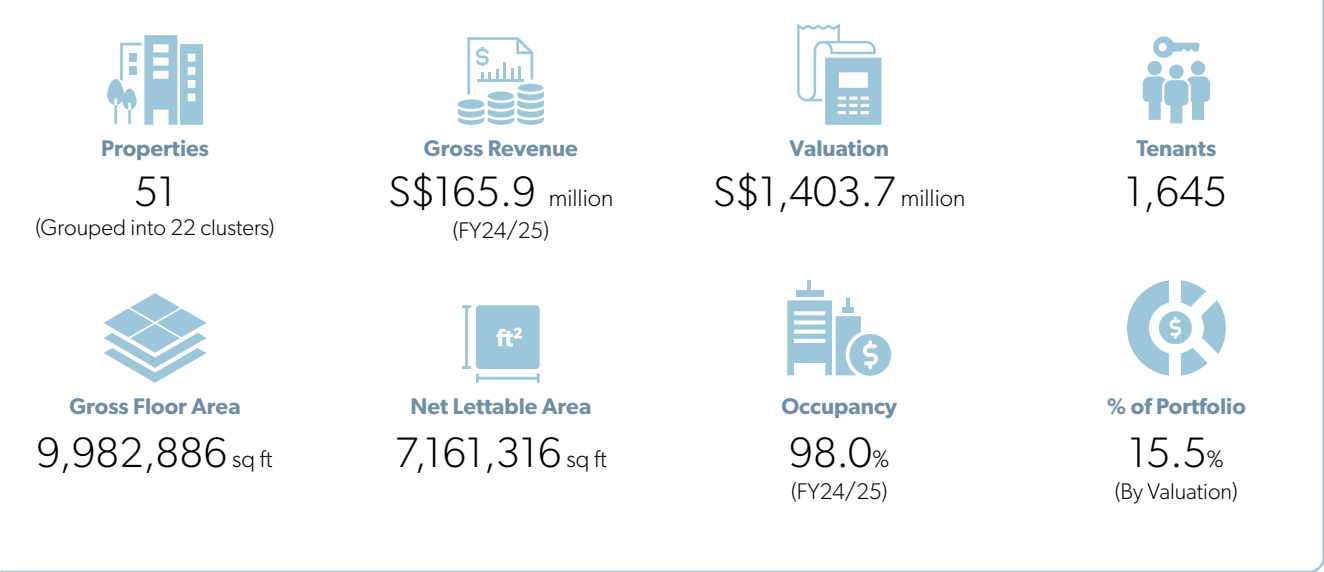 $
Properties
51
(Grouped into 22 clusters)
Gross Revenue
S$165.9 million
(FY24/25)
Valuation
S$1,403.7 million
Tenants
1,645
Gross Floor Area
9,982,886 sq ft
ft²
Net Lettable Area
7,161,316 sq ft
$
Occupancy
98.0%
(FY24/25)
$
% of Portfolio
15.5%
(By Valuation)